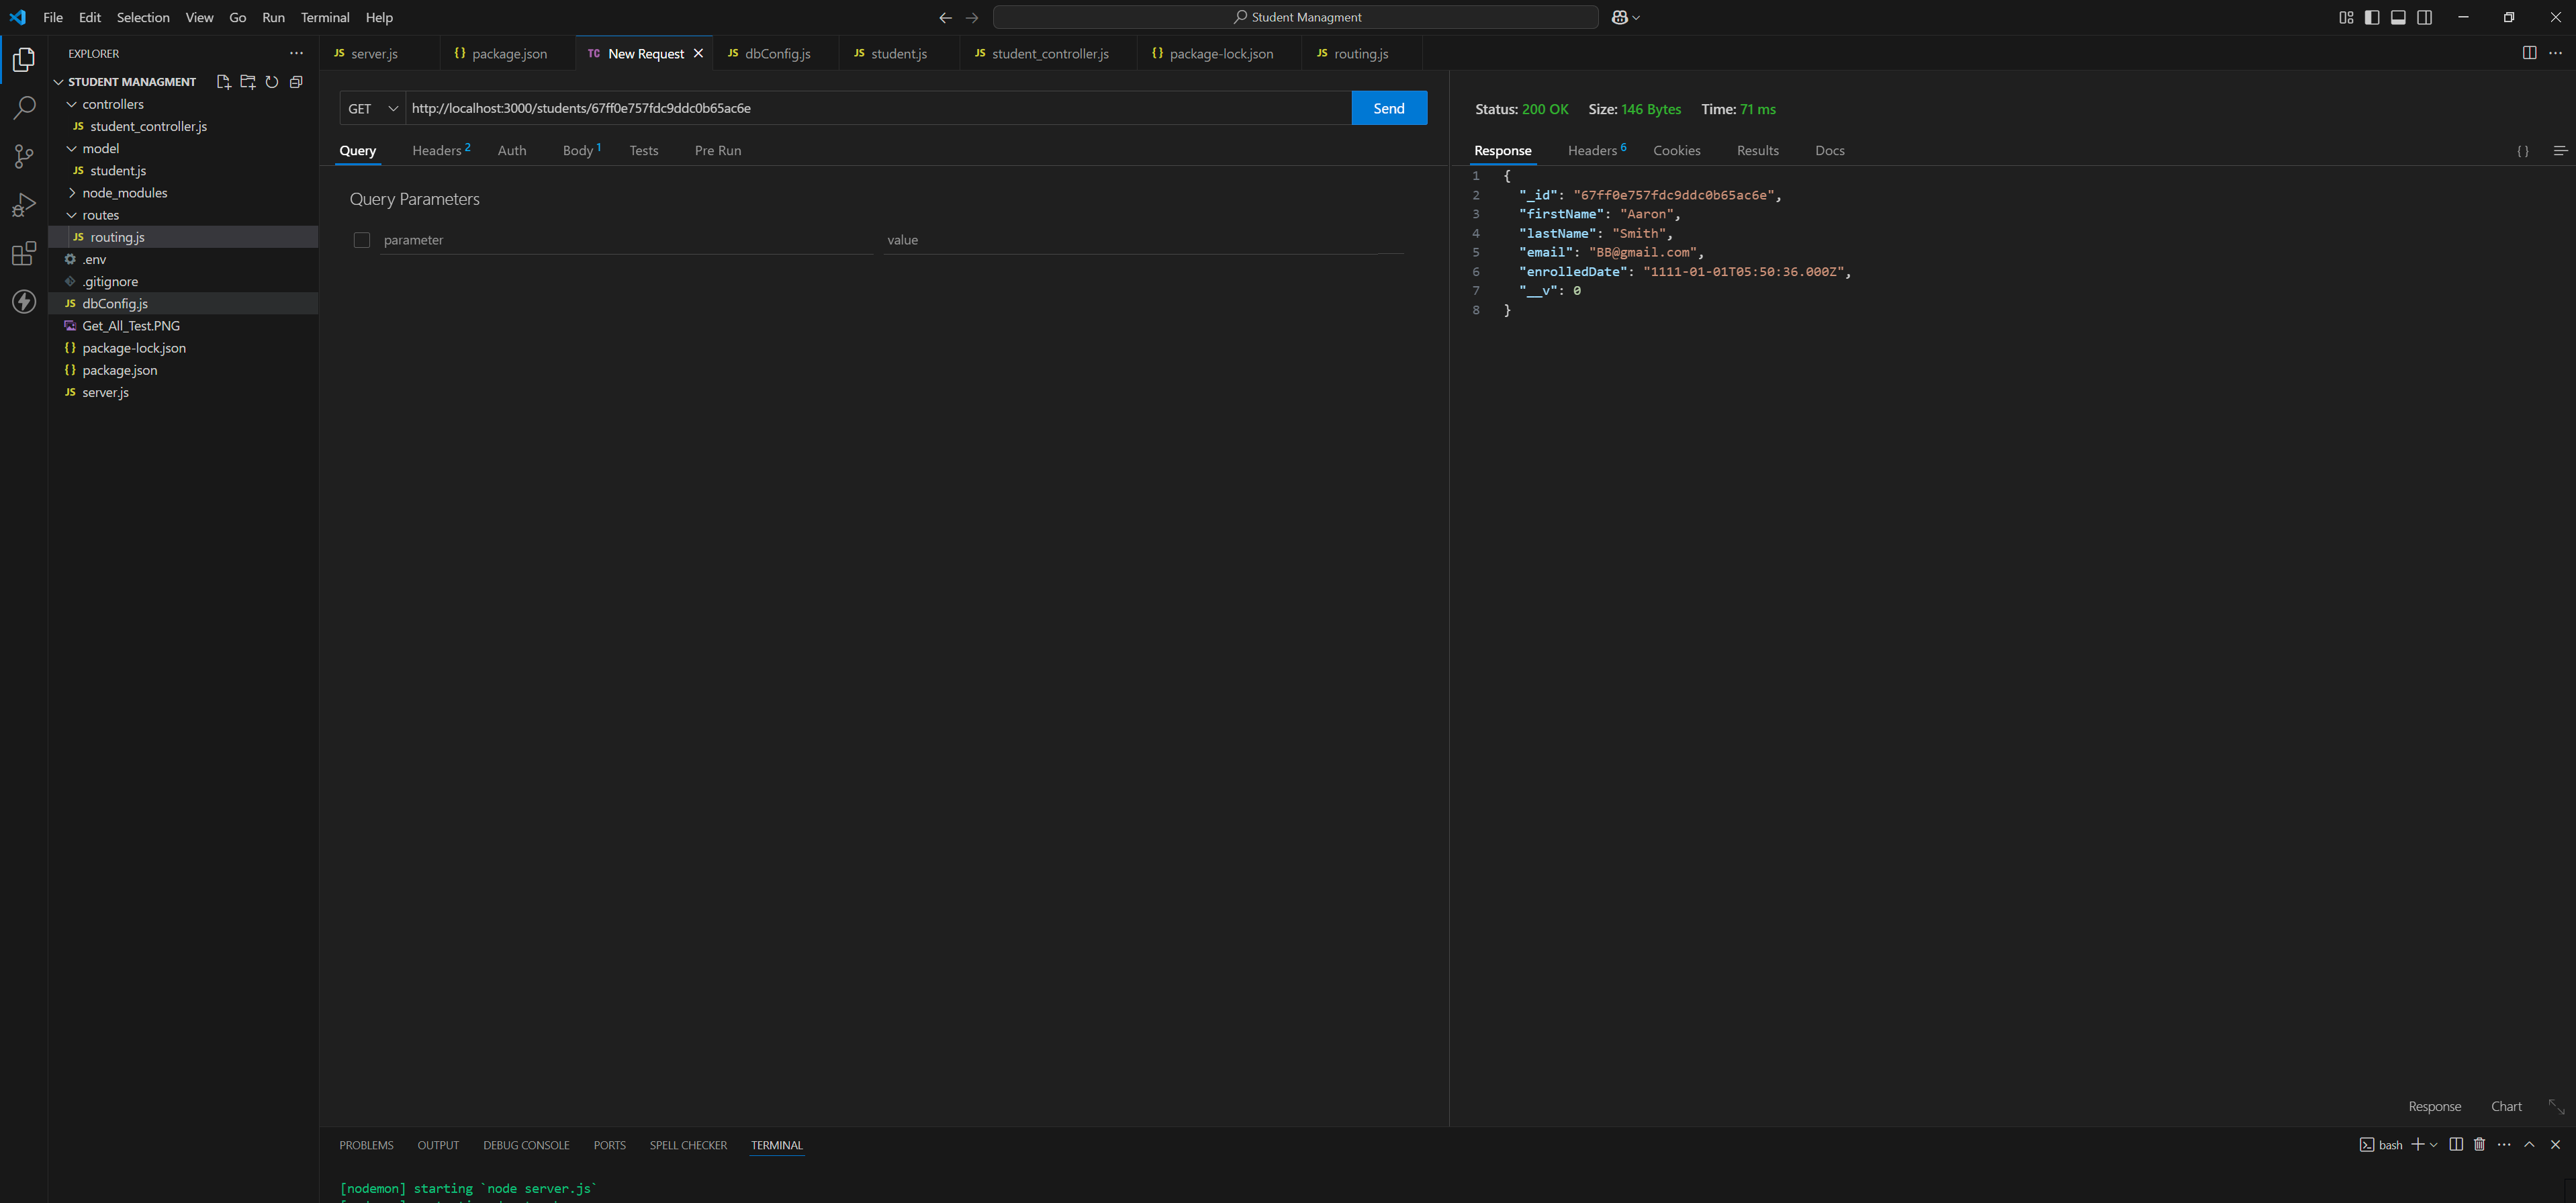 File Edit Selection View Go Run Terminal Help
Student Managment
EXPLORER
STUDENT MANAGMENT
controllers
JS student_controller.js
model
JS student.js
node_modules
routes
JS routing.js
.env
.gitignore
JS dbConfig.js
Get_All_Test.PNG
{} package-lock.json
{} package.json
JS server.js
JS server.js
{} package.json
TC New Request
JS dbConfig.js
JS student.js
JS student_controller.js
{} package-lock.json
JS routing.js
GET http://localhost:3000/students/67ff0e757fdc9ddc0b65ac6e Send
Query Headers 2 Auth Body 1 Tests Pre Run
Query Parameters
parameter value
Status: 200 OK Size: 146 Bytes Time: 71 ms
Response Headers 6 Cookies Results Docs {}
1 {
2 "_id": "67ff0e757fdc9ddc0b65ac6e",
3 "firstName": "Aaron",
4 "lastName": "Smith",
5 "email": "BB@gmail.com",
6 "enrolledDate": "1111-01-01T05:50:36.000Z",
7 "__v": 0
8 }
Response Chart
PROBLEMS OUTPUT DEBUG CONSOLE PORTS SPELL CHECKER TERMINAL
bash
[nodemon] starting `node server.js`